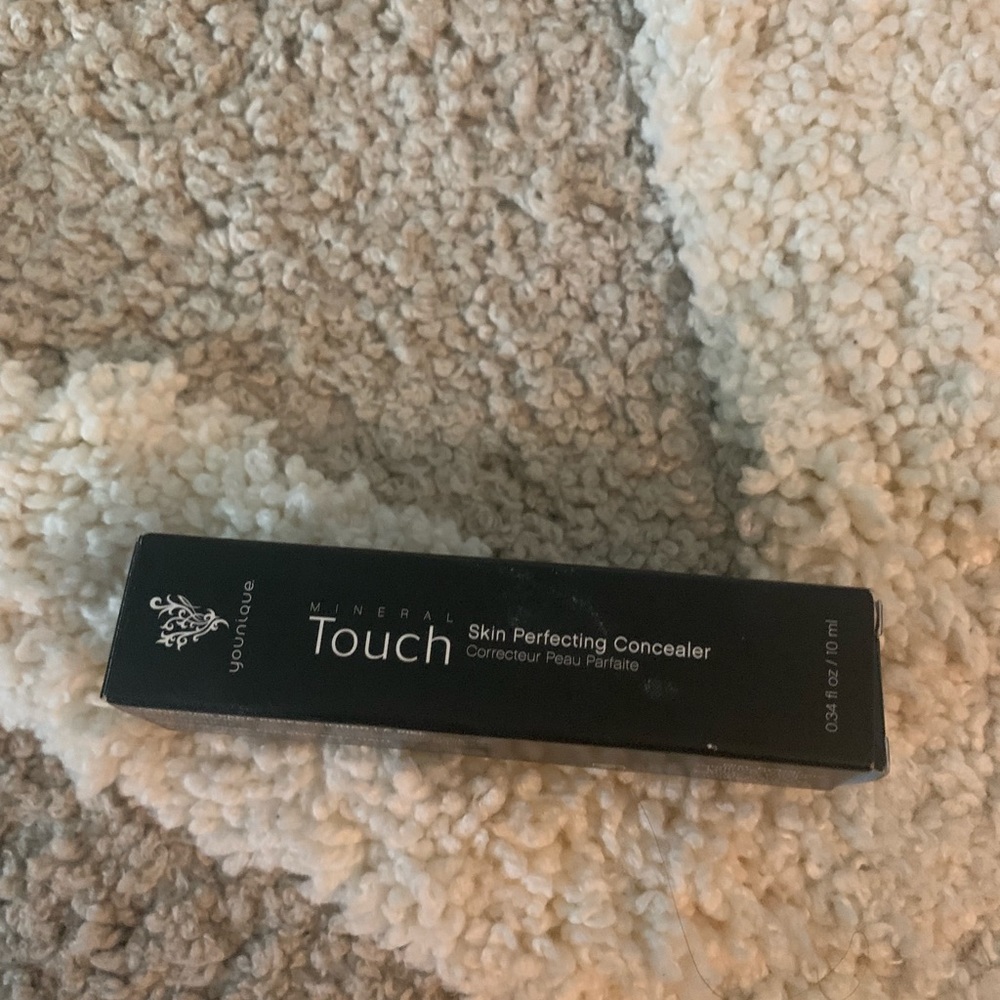 younique
MINERAL
Touch
Skin Perfecting Concealer
Correcteur Peau Parfaite
0.34 fl oz / 10 ml